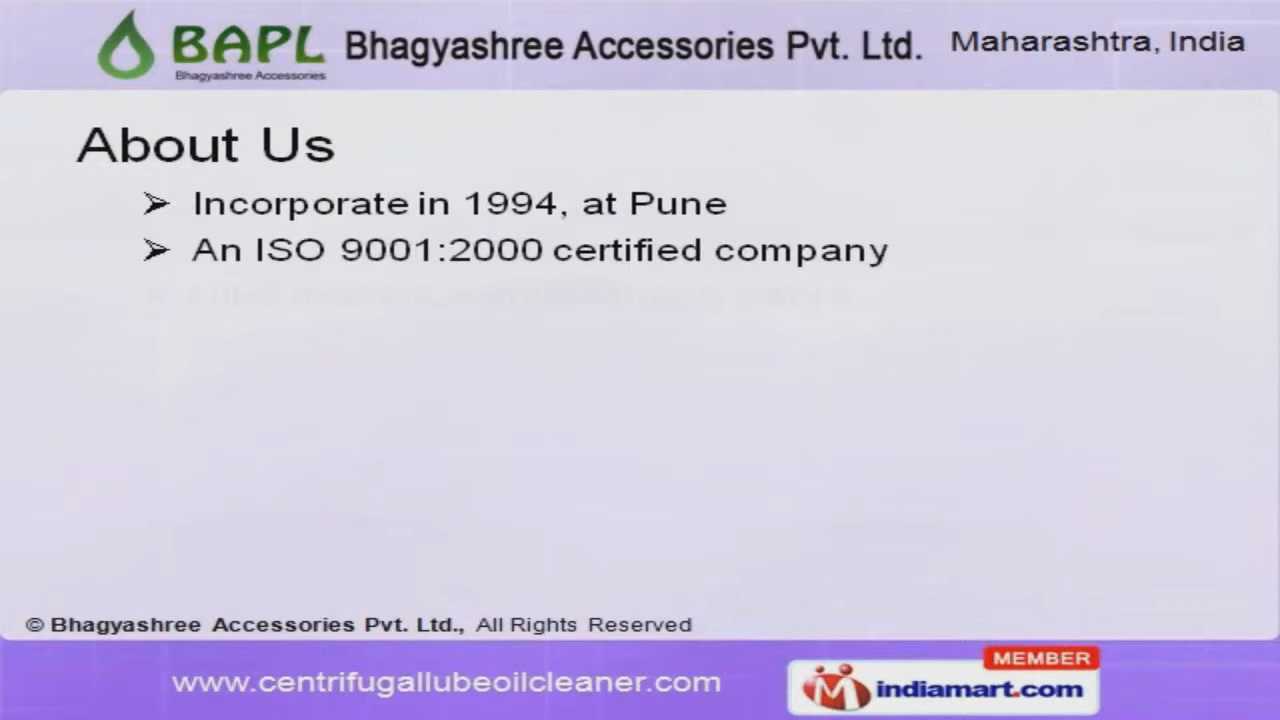 BAPL
Bhagyashree Accessories
Bhagyashree Accessories Pvt. Ltd.
Maharashtra, India
About Us
➢ Incorporate in 1994, at Pune
➢ An ISO 9001:2000 certified company
© Bhagyashree Accessories Pvt. Ltd., All Rights Reserved
www.centrifugallubeoilcleaner.com
MEMBER
indiamart.com